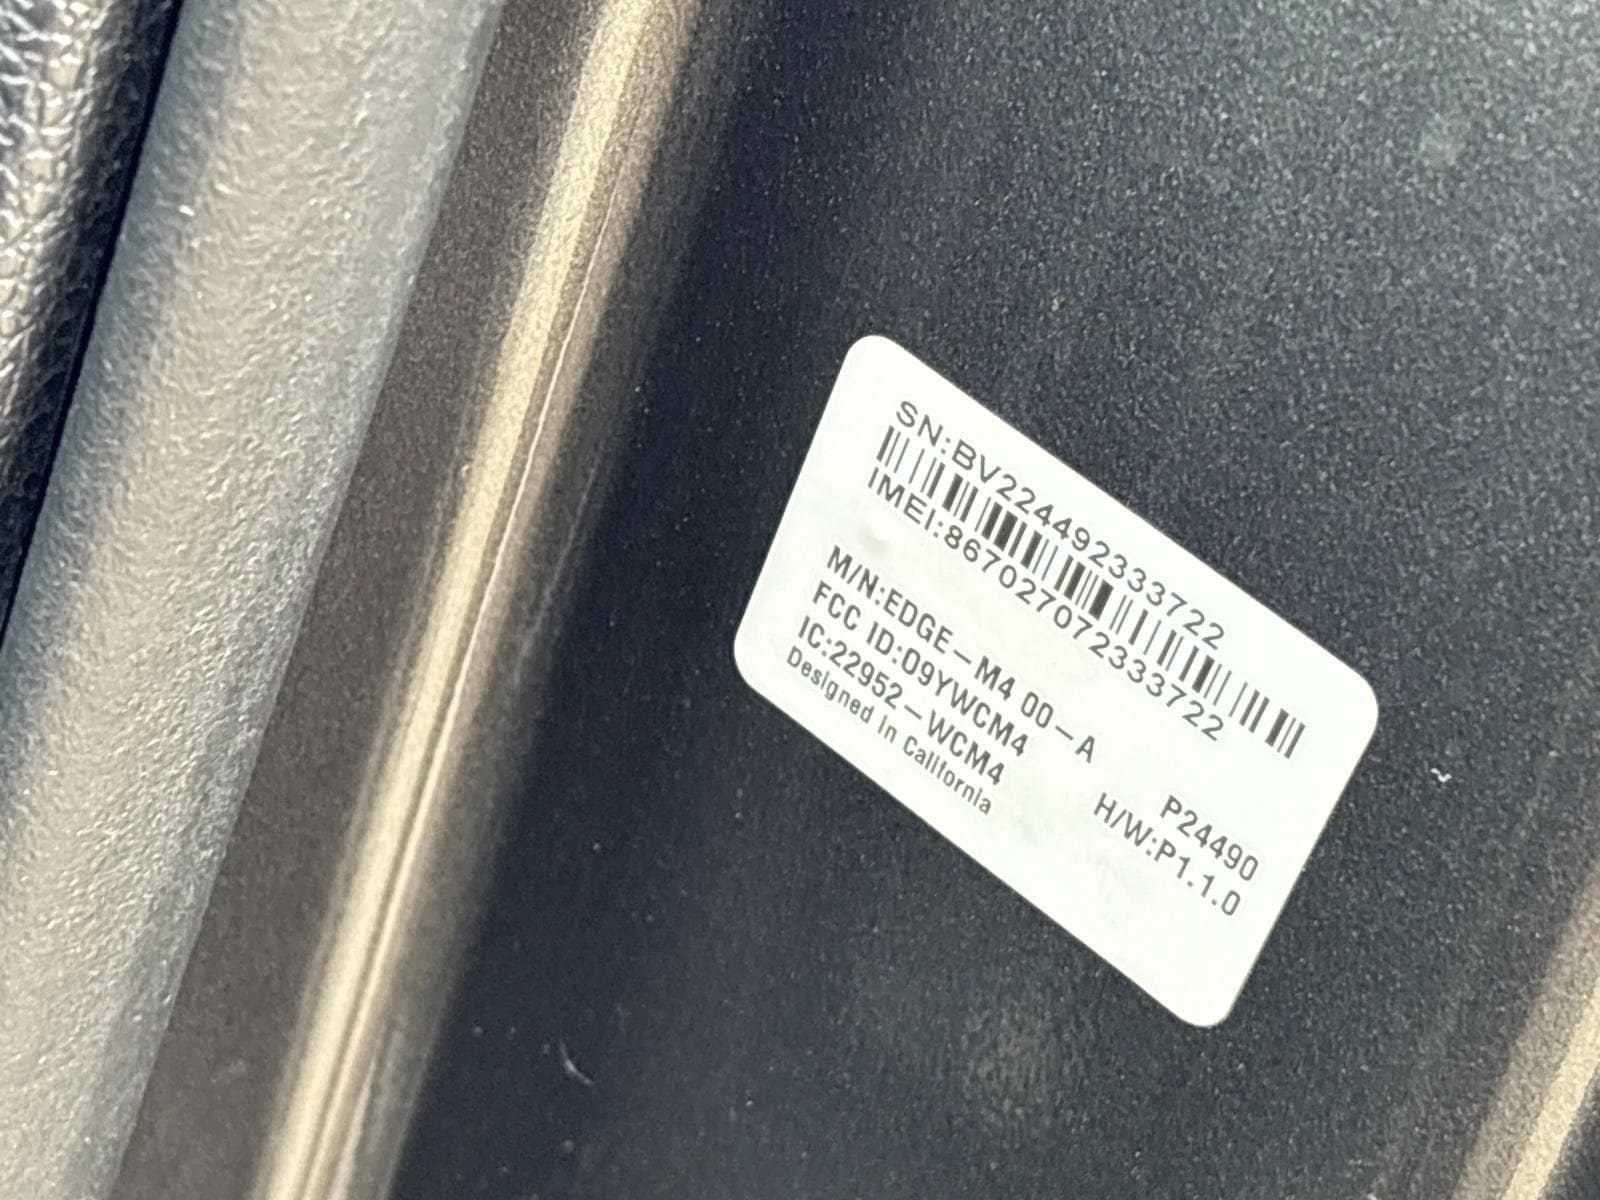 SN:BV224492333722
IMEI:867027072333722
M/N:EDGE-M4 00-A
P24490
FCC ID:O9YWCM4
H/W:P1.1.0
IC:22952-WCM4
Designed in California